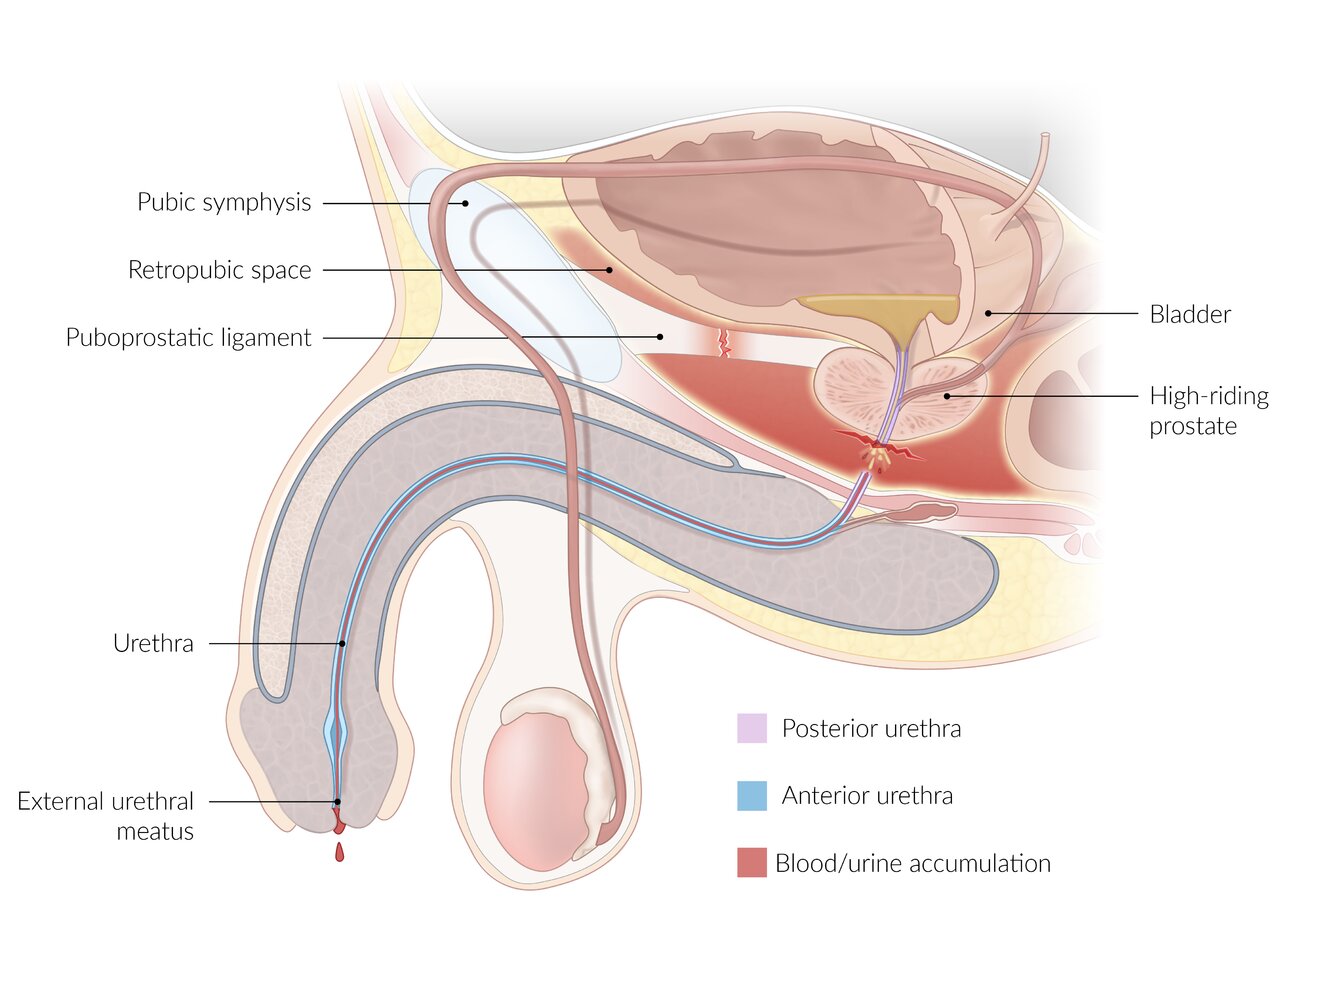 Pubic symphysis
Retropubic space
Puboprostatic ligament
Bladder
High-riding
prostate
Urethra
External urethral
meatus
Posterior urethra
Anterior urethra
Blood/urine accumulation